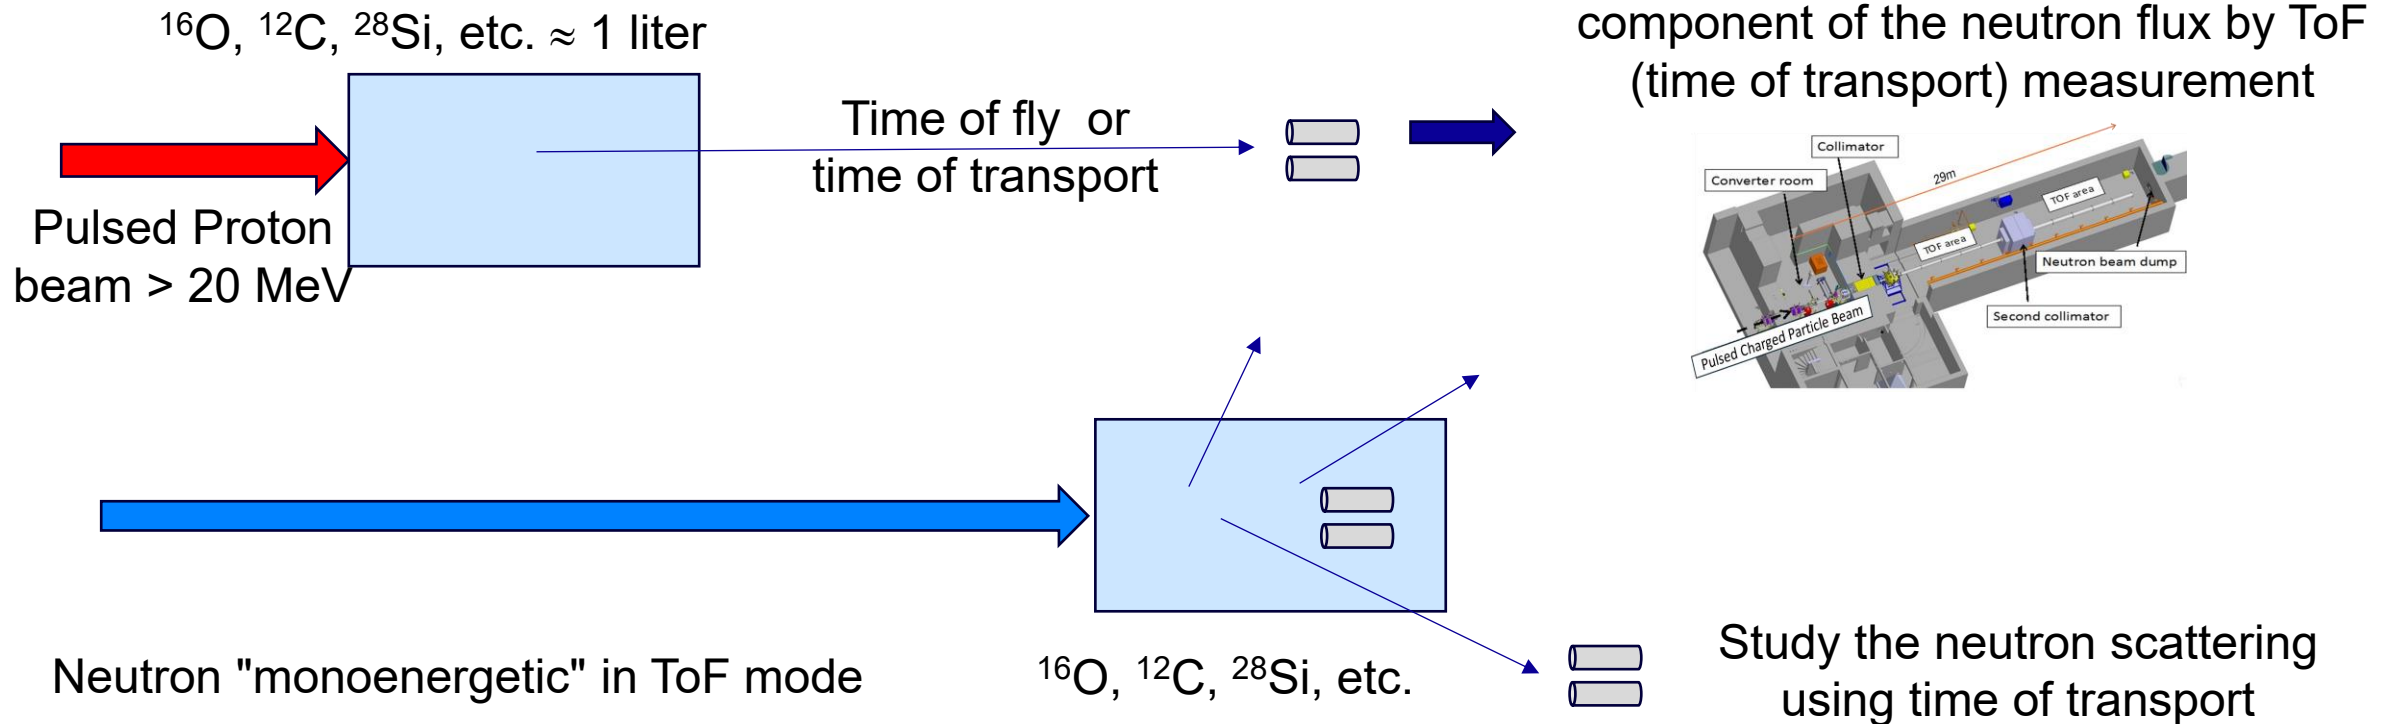 ¹⁶O, ¹²C, ²⁸Si, etc. ≈ 1 liter
component of the neutron flux by ToF
(time of transport) measurement
Time of fly or
time of transport
Pulsed Proton
beam > 20 MeV
Collimator
Converter room
29m
TOF area
TOF area
Neutron beam dump
Second collimator
Pulsed Charged Particle Beam
Neutron "monoenergetic" in ToF mode
¹⁶O, ¹²C, ²⁸Si, etc.
Study the neutron scattering
using time of transport